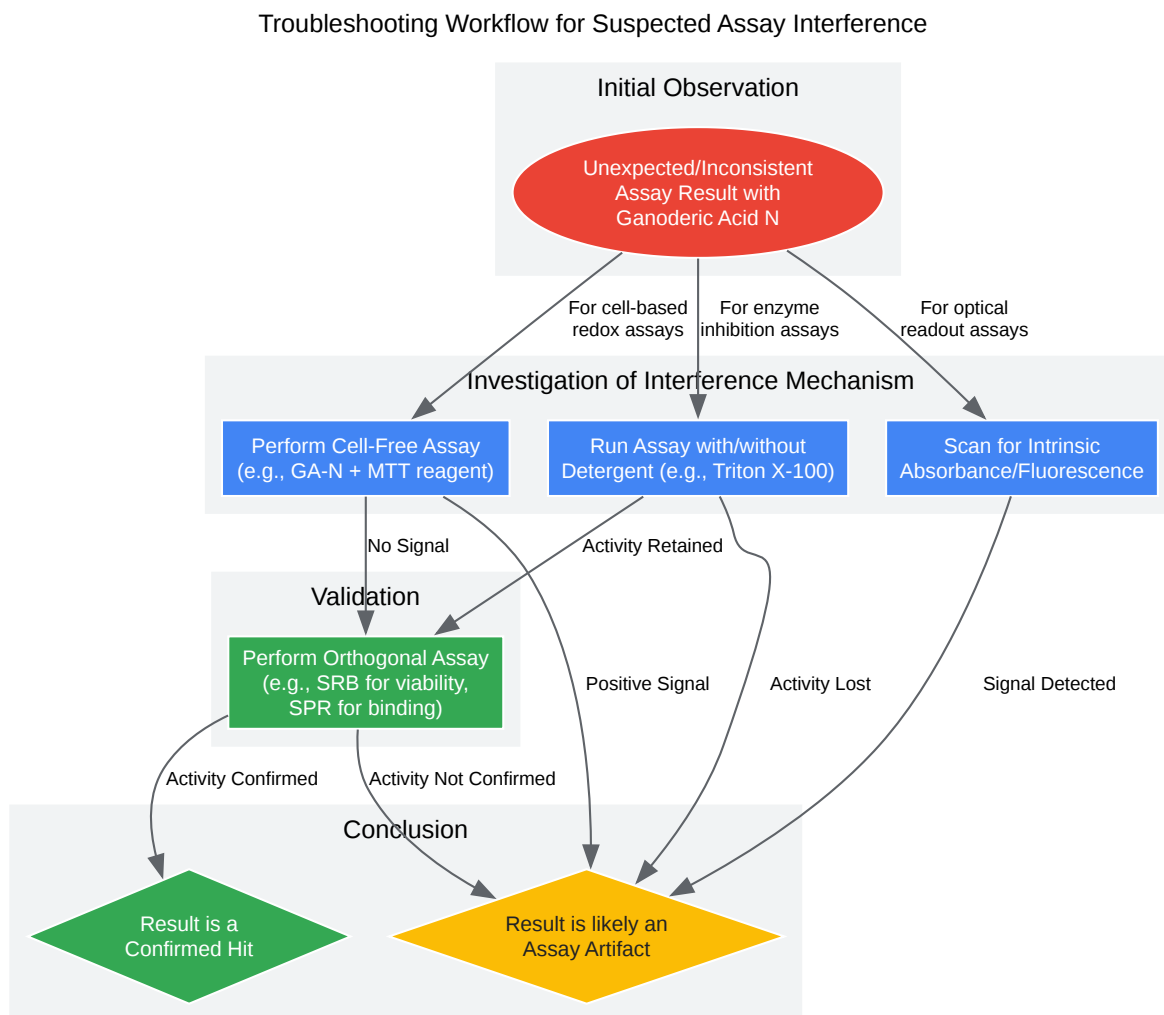 Troubleshooting Workflow for Suspected Assay Interference
Initial Observation
Unexpected/Inconsistent
Assay Result with
Ganoderic Acid N
For cell-based
redox assays
For enzyme
inhibition assays
For optical
readout assays
Investigation of Interference Mechanism
Perform Cell-Free Assay
(e.g., GA-N + MTT reagent)
Run Assay with/without
Detergent (e.g., Triton X-100)
Scan for Intrinsic
Absorbance/Fluorescence
No Signal
Activity Retained
Validation
Perform Orthogonal Assay
(e.g., SRB for viability,
SPR for binding)
Positive Signal
Activity Lost
Signal Detected
Activity Confirmed
Activity Not Confirmed
Conclusion
Result is a
Confirmed Hit
Result is likely an
Assay Artifact